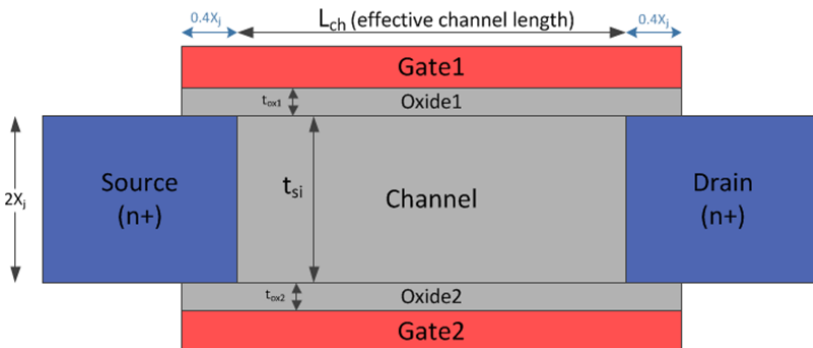 0.4Xj
Lch (effective channel length)
0.4Xj
Gate1
tox1
Oxide1
Source
(n+)
2Xj
tsi
Channel
Drain
(n+)
tox2
Oxide2
Gate2